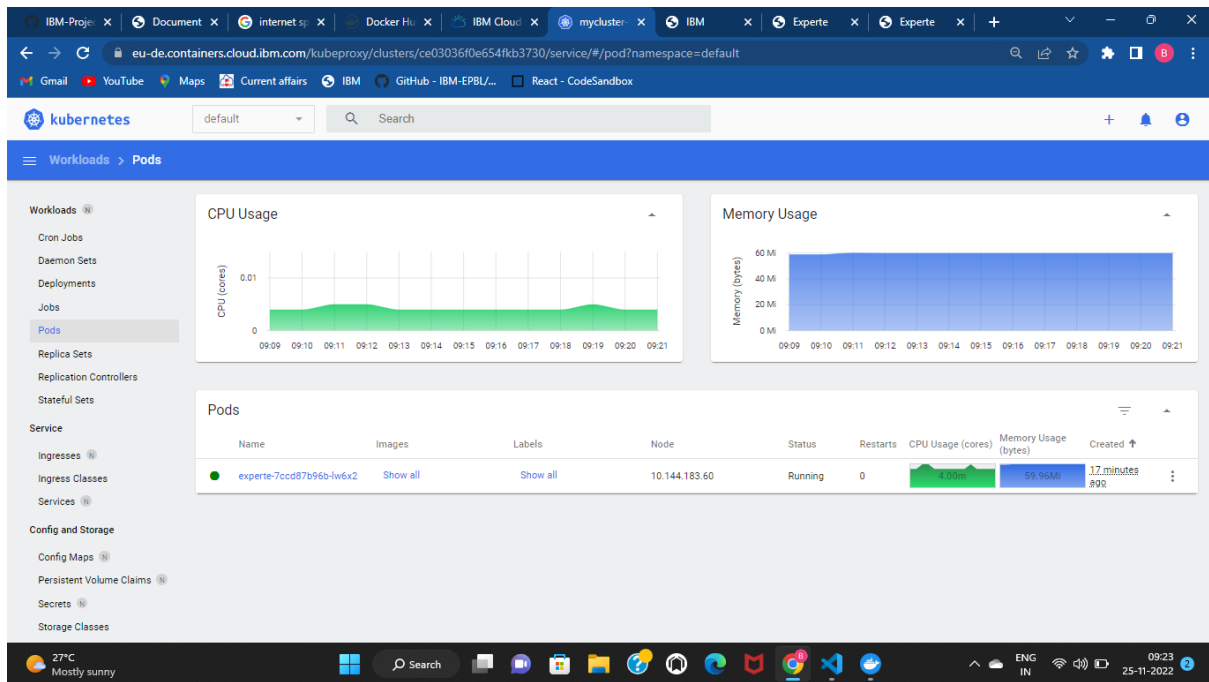 IBM-Projec
Document
internet sp
Docker Hu
IBM Cloud
mycluster-
IBM
Experte
Experte
eu-de.containers.cloud.ibm.com/kubeproxy/clusters/ce03036f0e654fkb3730/service/#/pod?namespace=default
B
Gmail
YouTube
Maps
Current affairs
IBM
GitHub - IBM-EPBL/...
React - CodeSandbox
kubernetes
default
Search
Workloads > Pods
Workloads N
Cron Jobs
Daemon Sets
Deployments
Jobs
Pods
Replica Sets
Replication Controllers
Stateful Sets
Service
Ingresses N
Ingress Classes
Services N
Config and Storage
Config Maps N
Persistent Volume Claims N
Secrets N
Storage Classes
CPU Usage
CPU (cores)
0.01
0
09:09 09:10 09:11 09:12 09:13 09:14 09:15 09:16 09:17 09:18 09:19 09:20 09:21
Memory Usage
Memory (bytes)
60 Mi
40 Mi
20 Mi
0 Mi
09:09 09:10 09:11 09:12 09:13 09:14 09:15 09:16 09:17 09:18 09:19 09:20 09:21
Pods
Name Images Labels Node Status Restarts CPU Usage (cores) Memory Usage (bytes) Created
experte-7ccd87b96b-lw6x2 Show all Show all 10.144.183.60 Running 0 4.00m 59.96Mi 17 minutes
ago
27°C
Mostly sunny
Search
ENG
IN
09:23
25-11-2022
2